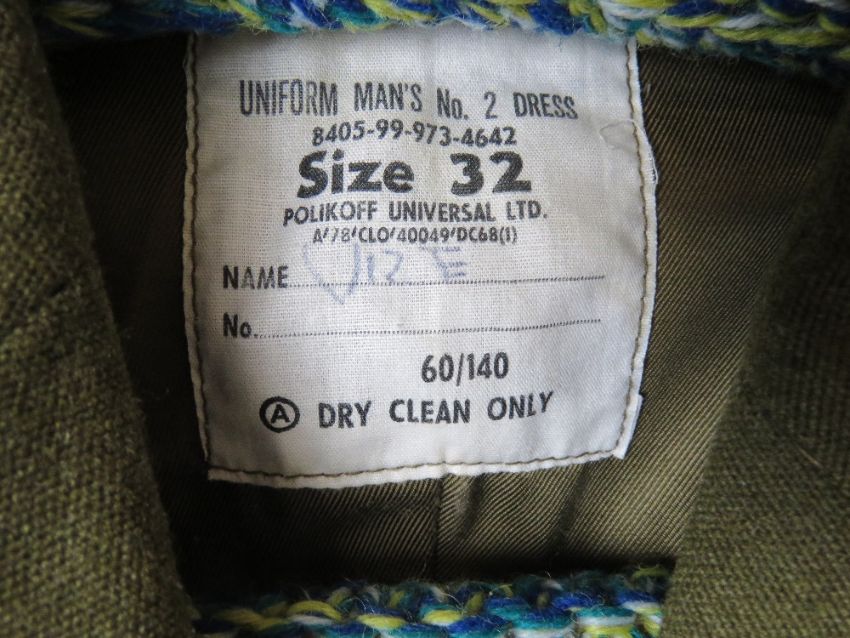 UNIFORM MAN'S No. 2 DRESS
8405-99-973-4642
Size 32
POLIKOFF UNIVERSAL LTD.
A/78/CLO/40049/DC68(1)
NAME
No.
60/140
Ⓐ DRY CLEAN ONLY